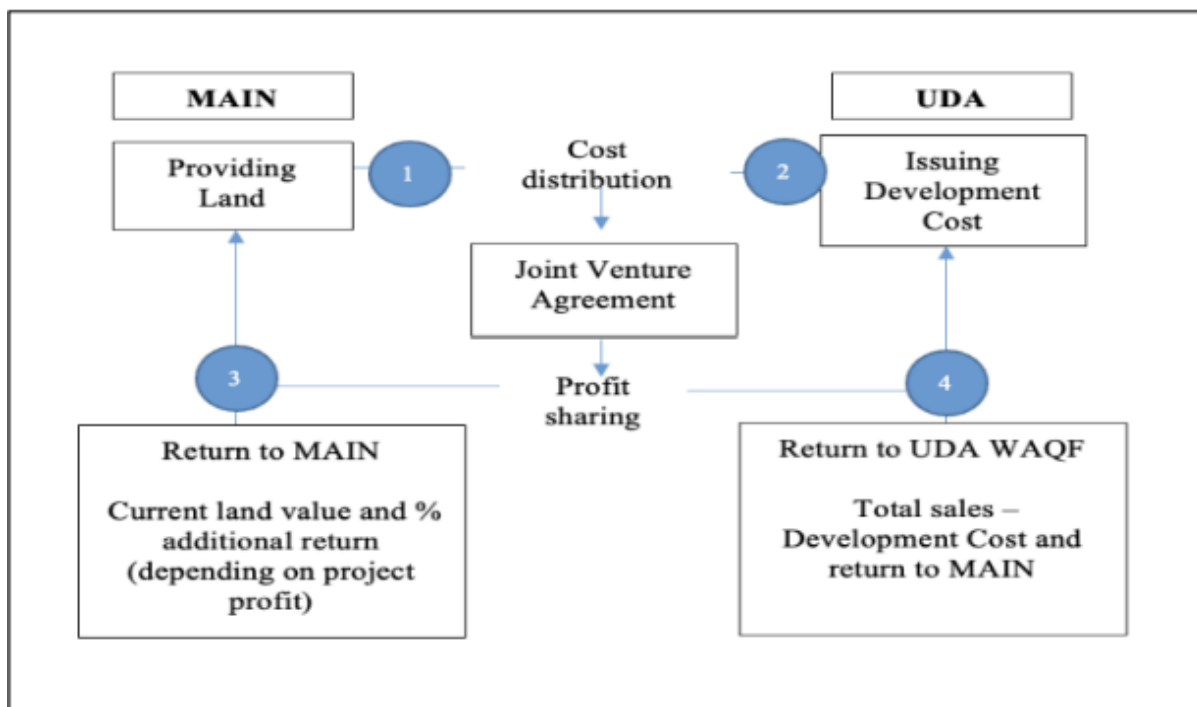 MAIN
UDA
Providing
Land
1
Cost
distribution
2
Issuing
Development
Cost
Joint Venture
Agreement
3
Profit
sharing
4
Return to MAIN
Current land value and %
additional return
(depending on project
profit)
Return to UDA WAQF
Total sales –
Development Cost and
return to MAIN